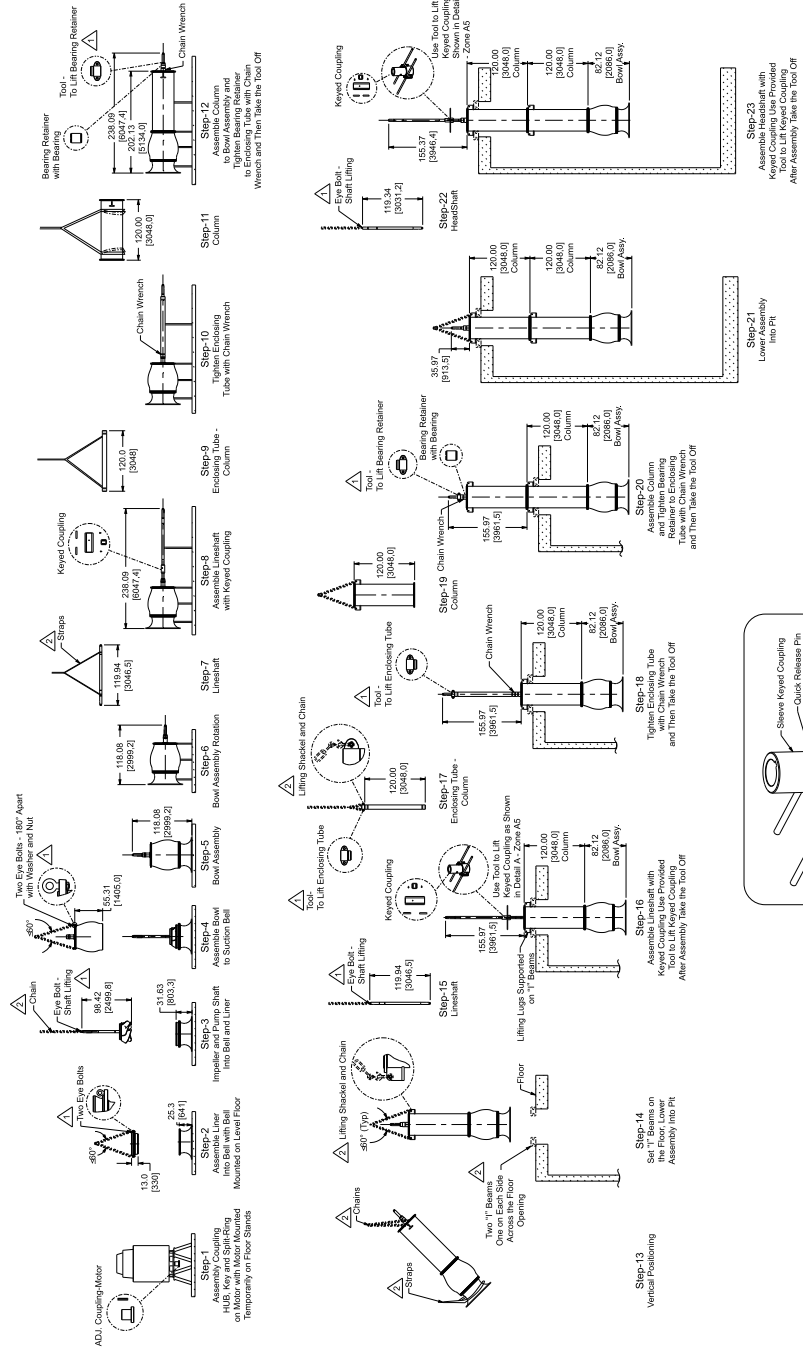 ADJ. Coupling-Motor
Step-1
Assembly Coupling
HUB, Key and Split-Ring
on Motor with Motor Mounted
Temporarily on Floor Stands
1
Two Eye Bolts
≤60°
13.0
[330]
25.3
[641]
Step-2
Assemble Liner
Into Bell with Bell
Mounted on Level Floor
2
Chain
Eye Bolt -
Shaft Lifting
1
98.42
[2499,8]
31.63
[803,3]
Step-3
Impeller and Pump Shaft
Into Bell and Liner
Two Eye Bolts - 180° Apart
with Washer and Nut
1
≤60°
55.31
[1405,0]
Step-4
Assemble Bowl
to Suction Bell
118.08
[2999,2]
Step-5
Bowl Assembly
118.08
[2999,2]
Step-6
Bowl Assembly Rotation
2
Straps
119.94
[3046,5]
Step-7
Lineshaft
Keyed Coupling
238.09
[6047,4]
Step-8
Assemble Lineshaft
with Keyed Coupling
120.0
[3048]
Step-9
Enclosing Tube -
Column
Chain Wrench
Step-10
Tighten Enclosing
Tube with Chain Wrench
120.00
[3048,0]
Step-11
Column
Bearing Retainer
with Bearing
Tool -
To Lift Bearing Retainer
1
238.09
[6047,4]
202.13
[5134,0]
Chain Wrench
Step-12
Assemble Column
to Bowl Assembly and
Tighten Bearing Retainer
to Enclosing Tube with Chain
Wrench and Then Take the Tool Off
2
Straps
2
Chains
Step-13
Vertical Positioning
2
Lifting Shackel and Chain
≤60° (Typ)
2
Two "I" Beams
One on Each Side
Across the Floor
Opening
Floor
Step-14
Set "I" Beams on
the Floor, Lower
Assembly Into Pit
1
Eye Bolt -
Shaft Lifting
119.94
[3046,5]
Step-15
Lineshaft
Lifting Lugs Supported
on "I" Beams
Keyed Coupling
155.97
[3961,5]
Use Tool to Lift
Keyed Coupling as Shown
in Detail A - Zone A5
120.00
[3048,0]
Column
82.12
[2086,0]
Bowl Assy.
Step-16
Assemble Lineshaft with
Keyed Coupling Use Provided
Tool to Lift Keyed Coupling
After Assembly Take the Tool Off
1
Tool-
To Lift Enclosing Tube
2
Lifting Shackel and Chain
120.00
[3048,0]
Step-17
Enclosing Tube -
Column
1
Tool -
To Lift Enclosing Tube
155.97
[3961,5]
Chain Wrench
120.00
[3048,0]
Column
82.12
[2086,0]
Bowl Assy.
Step-18
Tighten Enclosing Tube
with Chain Wrench
and Then Take the Tool Off
120.00
[3048,0]
Step-19
Column
1
Tool -
To Lift Bearing Retainer
Bearing Retainer
with Bearing
Chain Wrench
155.97
[3961,5]
120.00
[3048,0]
Column
82.12
[2086,0]
Bowl Assy.
Step-20
Assemble Column
and Tighten Bearing
Retainer to Enclosing
Tube with Chain Wrench
and Then Take the Tool Off
35.97
[913,5]
120.00
[3048,0]
Column
120.00
[3048,0]
Column
82.12
[2086,0]
Bowl Assy.
Step-21
Lower Assembly
Into Pit
1
Eye Bolt -
Shaft Lifting
119.34
[3031,2]
Step-22
HeadShaft
Keyed Coupling
155.37
[3946,4]
Use Tool to Lift
Keyed Coupling
Shown in Detail
- Zone A5
120.00
[3048,0]
Column
120.00
[3048,0]
Column
82.12
[2086,0]
Bowl Assy.
Step-23
Assemble Headshaft with
Keyed Coupling Use Provided
Tool to Lift Keyed Coupling
After Assembly Take the Tool Off
Sleeve Keyed Coupling
Quick Release Pin